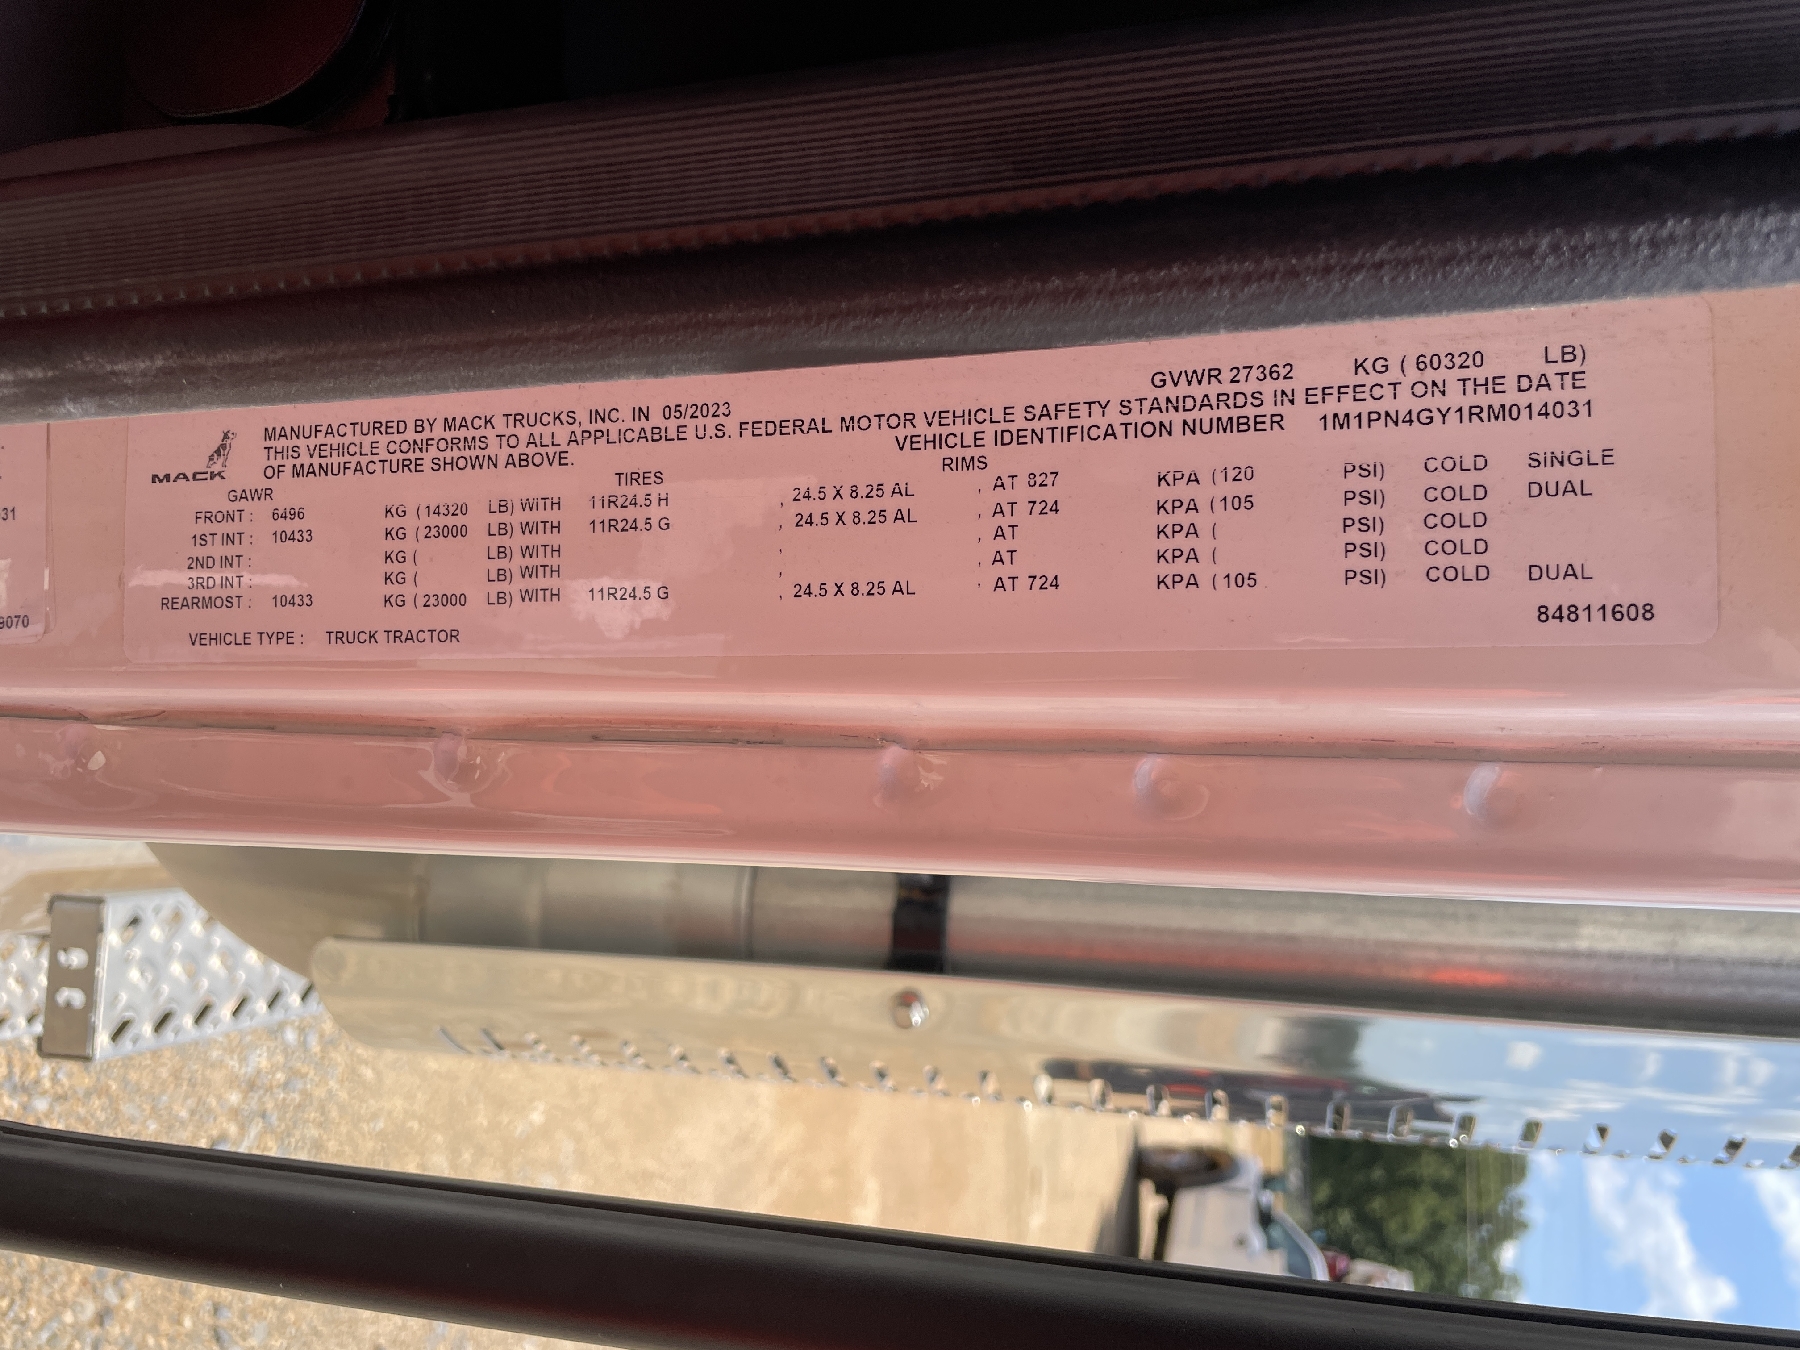 GVWR 27362 KG ( 60320 LB)
MANUFACTURED BY MACK TRUCKS, INC. IN 05/2023
THIS VEHICLE CONFORMS TO ALL APPLICABLE U.S. FEDERAL MOTOR VEHICLE SAFETY STANDARDS IN EFFECT ON THE DATE
OF MANUFACTURE SHOWN ABOVE. VEHICLE IDENTIFICATION NUMBER 1M1PN4GY1RM014031
MACK
GAWR TIRES RIMS
FRONT : 6496 KG ( 14320 LB) WITH 11R24.5 H , 24.5 X 8.25 AL , AT 827 KPA (120 PSI) COLD SINGLE
1ST INT : 10433 KG ( 23000 LB) WITH 11R24.5 G , 24.5 X 8.25 AL , AT 724 KPA (105 PSI) COLD DUAL
2ND INT : KG ( LB) WITH , , AT KPA ( PSI) COLD
3RD INT : KG ( LB) WITH , , AT KPA ( PSI) COLD
REARMOST : 10433 KG ( 23000 LB) WITH 11R24.5 G , 24.5 X 8.25 AL , AT 724 KPA (105 PSI) COLD DUAL
VEHICLE TYPE : TRUCK TRACTOR
84811608
31
9070